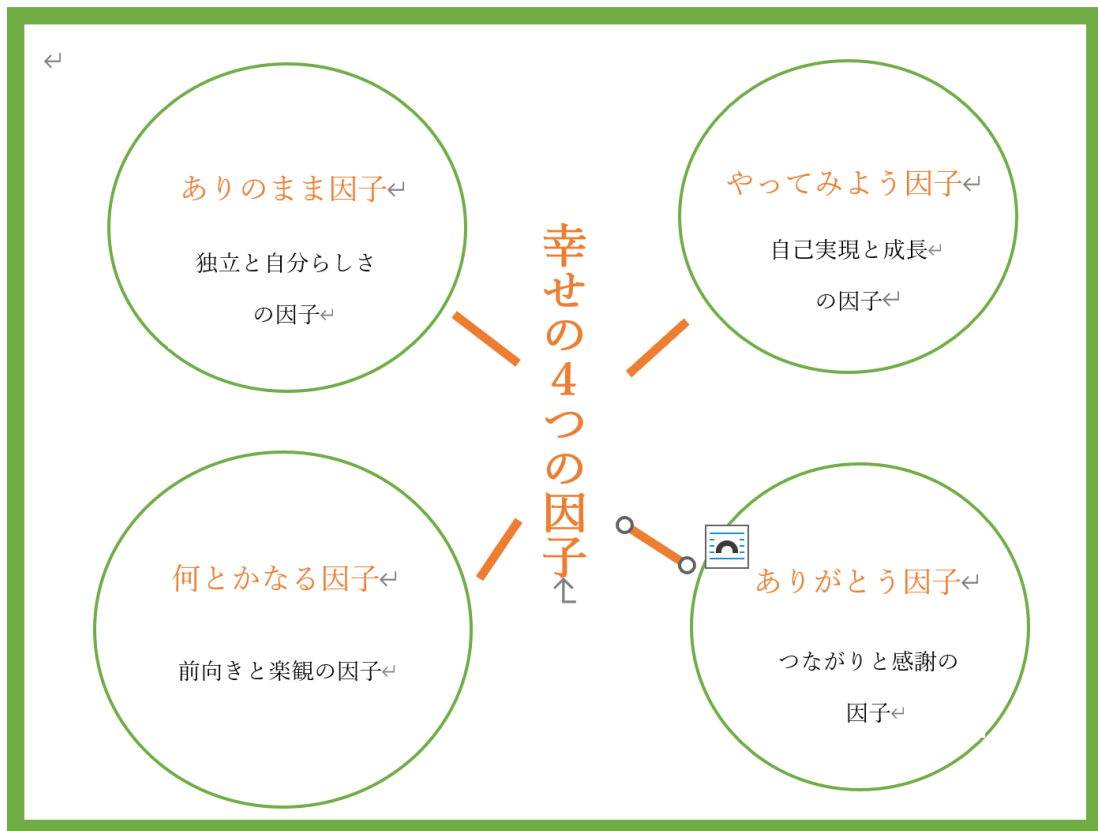 ありのまま因子
独立と自分らしさ
の因子
やってみよう因子
自己実現と成長
の因子
幸せの４つの因子
何とかなる因子
前向きと楽観の因子
ありがとう因子
つながりと感謝の
因子